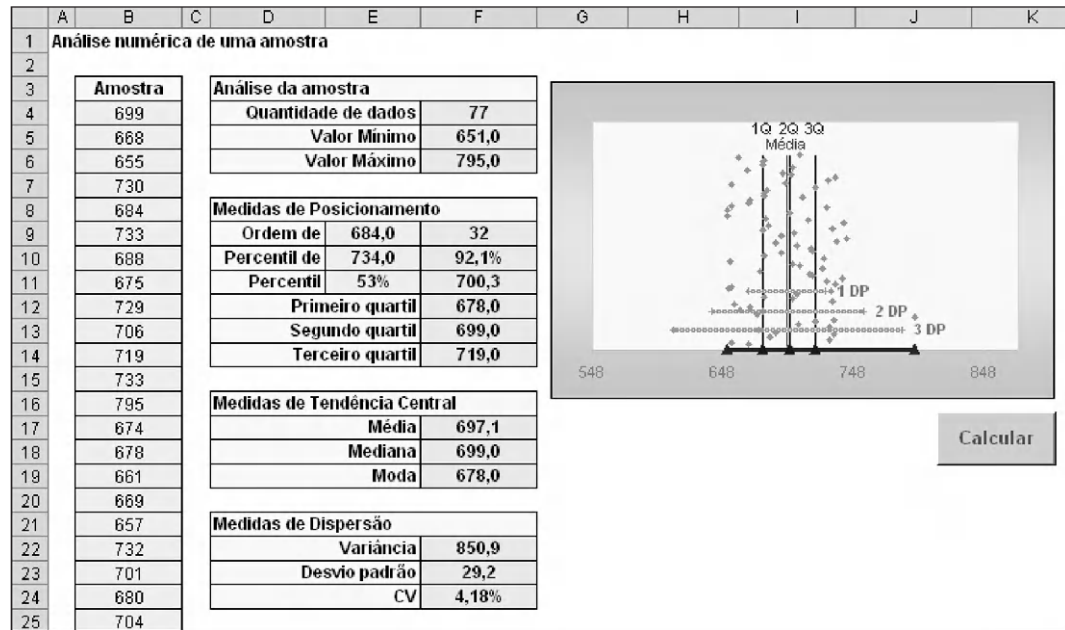 A B C D E F G H I J K
1 Análise numérica de uma amostra
2
3 Amostra Análise da amostra
4 699 Quantidade de dados 77
5 668 Valor Mínimo 651,0
6 655 Valor Máximo 795,0
7 730
8 684 Medidas de Posicionamento
9 733 Ordem de 684,0 32
10 688 Percentil de 734,0 92,1%
11 675 Percentil 53% 700,3
12 729 Primeiro quartil 678,0
13 706 Segundo quartil 699,0
14 719 Terceiro quartil 719,0
15 733
16 795 Medidas de Tendência Central
17 674 Média 697,1
18 678 Mediana 699,0
19 661 Moda 678,0
20 669
21 657 Medidas de Dispersão
22 732 Variância 850,9
23 701 Desvio padrão 29,2
24 680 CV 4,18%
25 704
1Q 2Q 3Q
Média
1 DP
2 DP
3 DP
548 648 748 848
Calcular